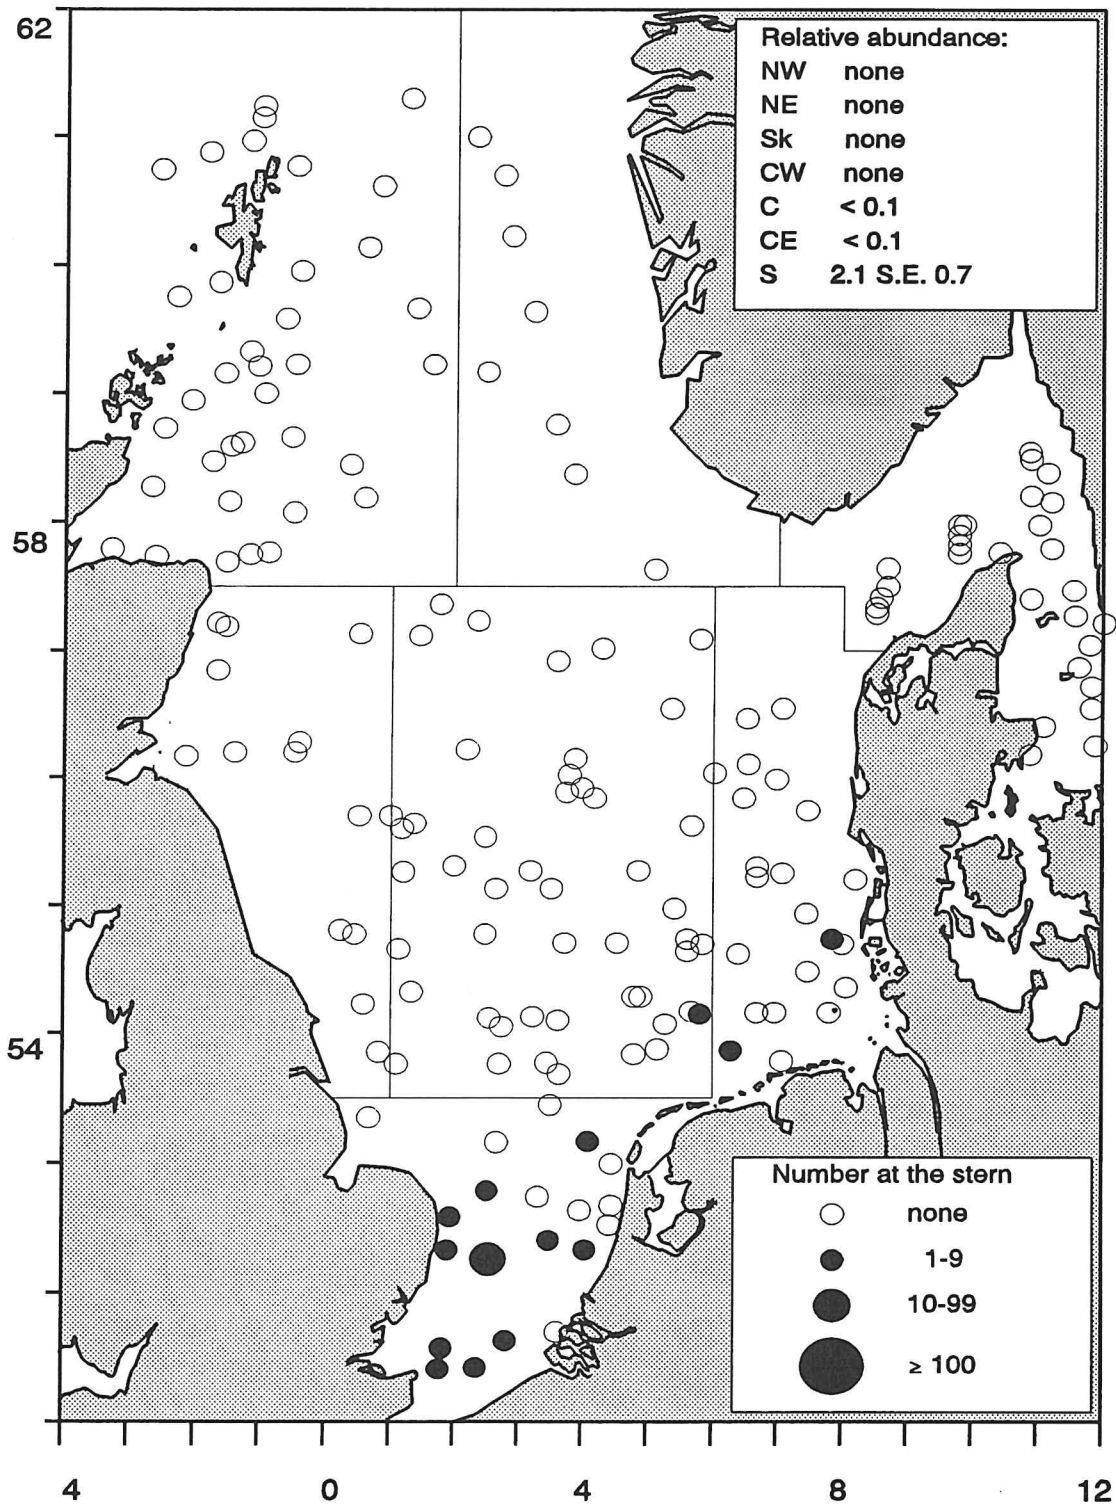 62
Relative abundance:
NW none
NE none
Sk none
CW none
C < 0.1
CE < 0.1
S 2.1 S.E. 0.7
58
54
Number at the stern
none
1-9
10-99
≥ 100
4 0 4 8 12